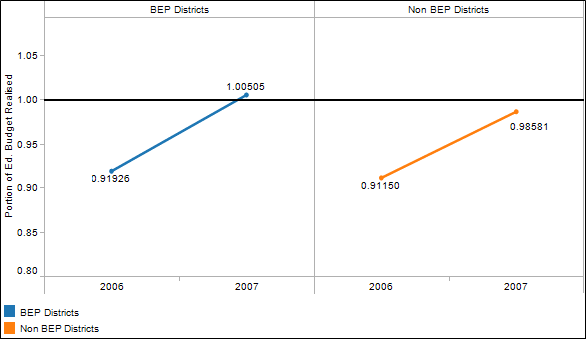 BEP Districts
Non BEP Districts
Portion of Ed. Budget Realised
1.05
1.00
0.95
0.90
0.85
0.80
1.00505
0.91926
0.98581
0.91150
2006
2007
2006
2007
BEP Districts
Non BEP Districts